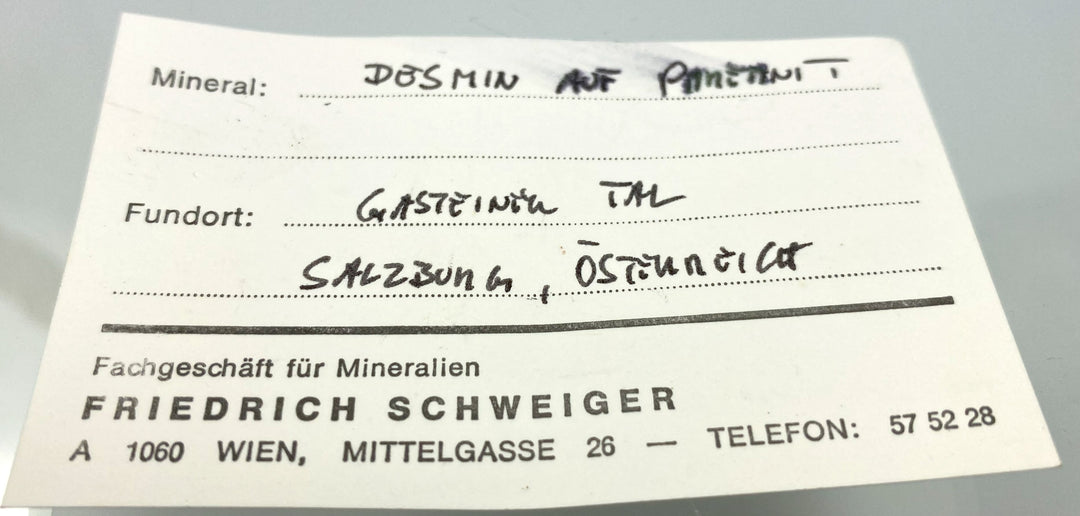 Mineral: DESMIN AUF
Fundort: GASTEINER TAL
SALZBURG, ÖSTERREICH
Fachgeschäft für Mineralien
FRIEDRICH SCHWEIGER
A 1060 WIEN, MITTELGASSE 26 — TELEFON: 57 52 28